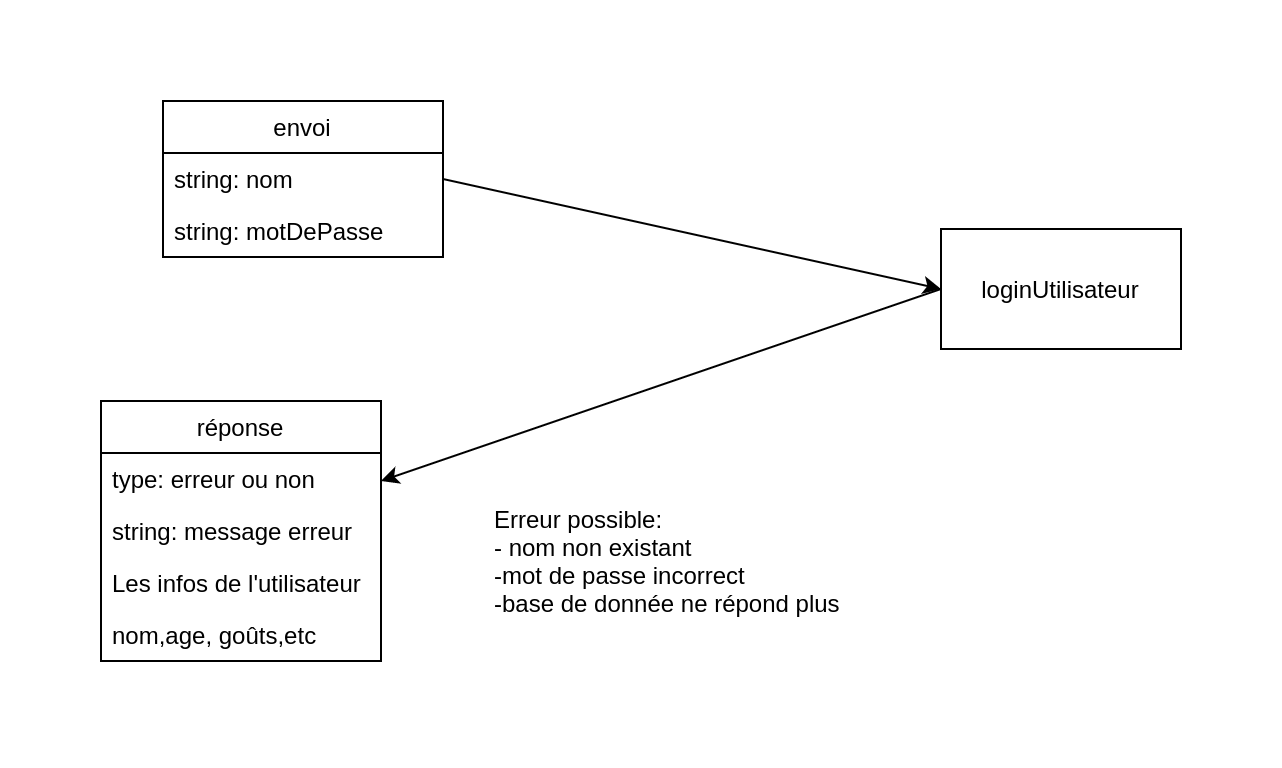 envoi
string: nom
string: motDePasse
loginUtilisateur
réponse
type: erreur ou non
string: message erreur
Les infos de l'utilisateur
nom,age, goûts,etc
Erreur possible:
- nom non existant
-mot de passe incorrect
-base de donnée ne répond plus